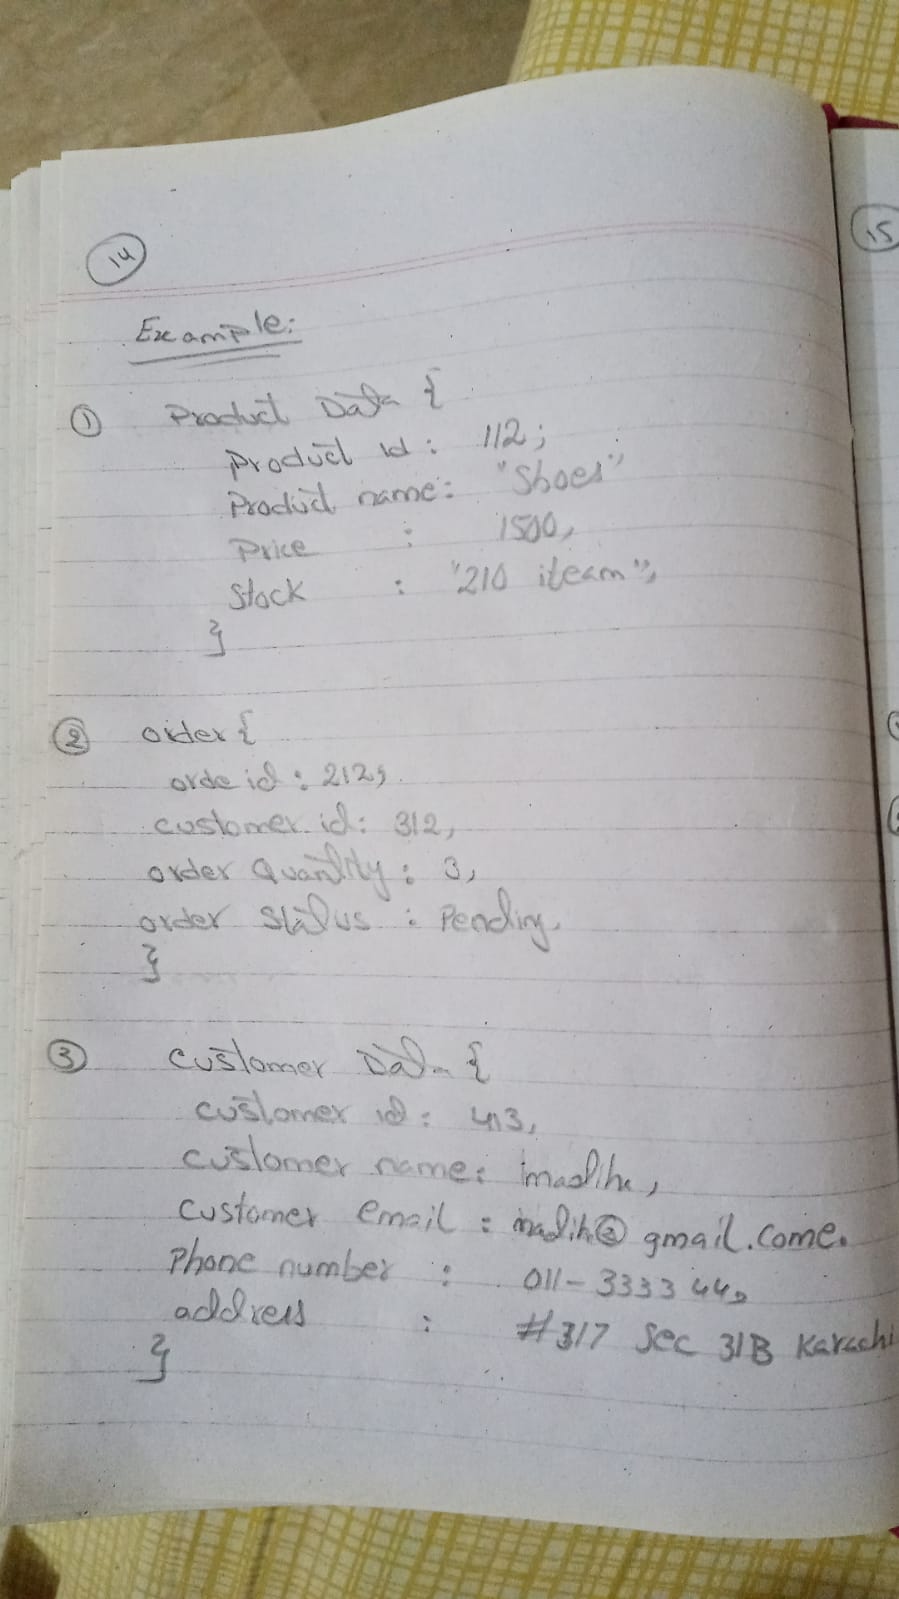 14
15
Example:
① Product Data {
Product id : 112;
Product name: "Shoes"
Price : 1500,
Stock : "210 iteam",
}
② order {
orde id : 212,
customer id: 312,
order Quantity : 3,
order status : Pending,
}
③ customer Data {
customer id : 413,
customer name:
customer email : @ gmail.come.
Phone number : 011-3333 44,
address : #317 Sec 31B Karachi
}